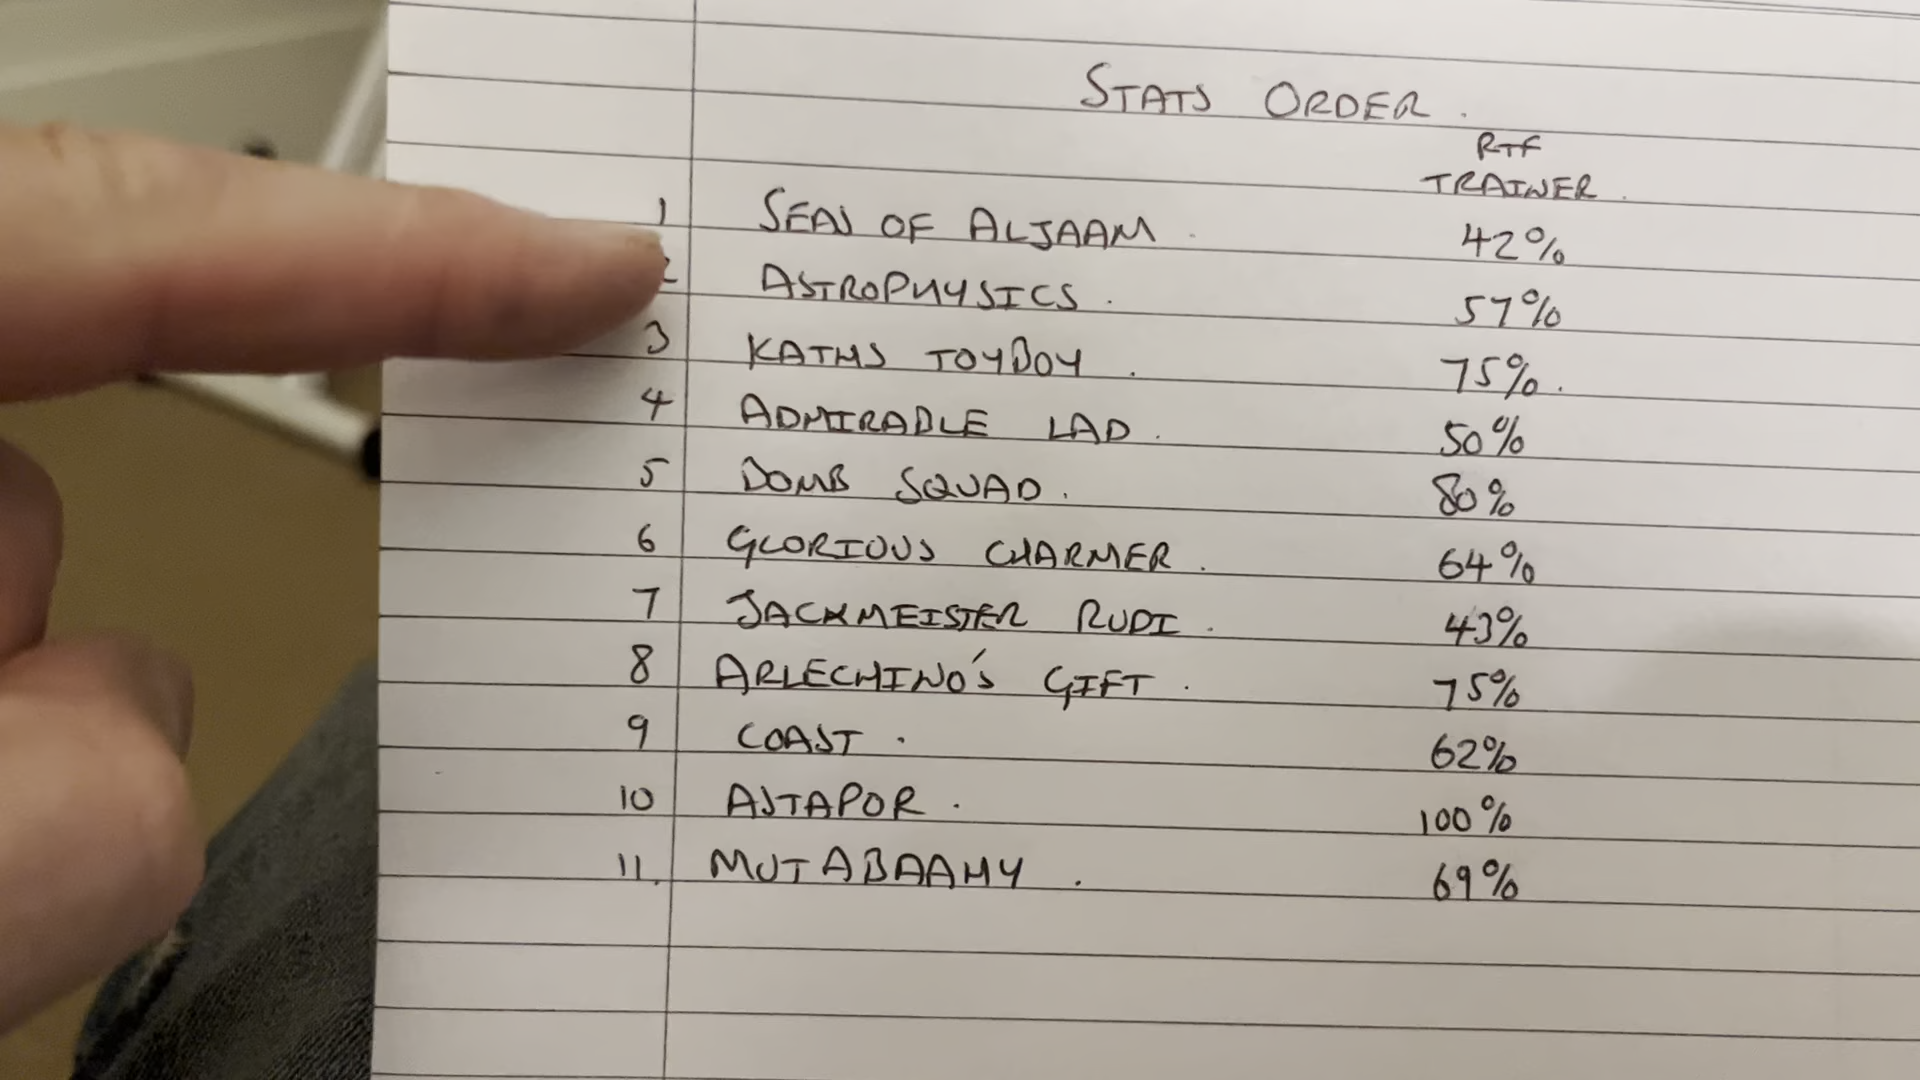 STATS ORDER.
RTF
TRAINER.
1 SEAS OF ALJAAM. 42%
2 ASTROPHYSICS. 57%
3 KATHS TOYBOY. 75%.
4 ADMIRABLE LAD. 50%
5 BOMB SQUAD. 80%
6 GLORIOUS CHARMER. 64%
7 JACKMEISTER RUDI. 43%
8 ARLECHINO'S GIFT. 75%
9 COAST. 62%
10 ASTAPOR. 100%
11. MUTABAAHY. 69%